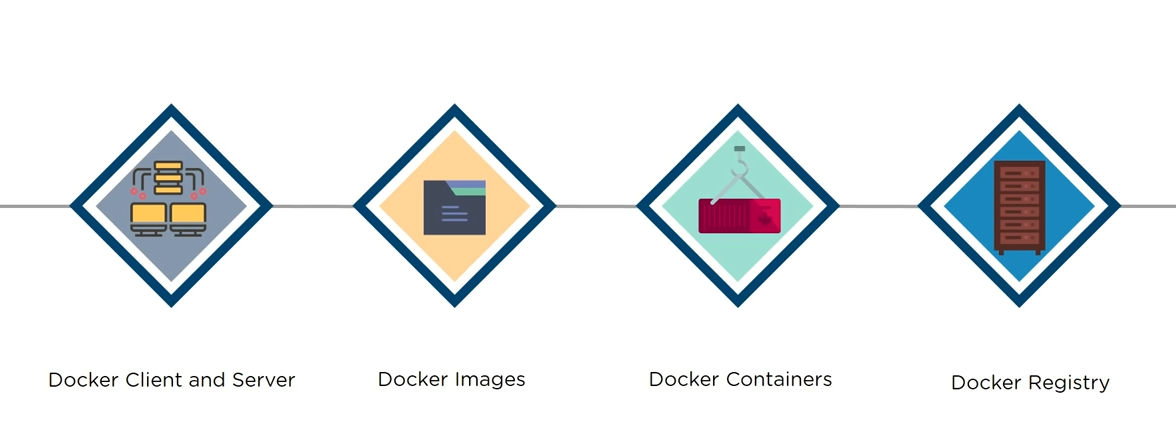 Docker Client and Server
Docker Images
Docker Containers
Docker Registry